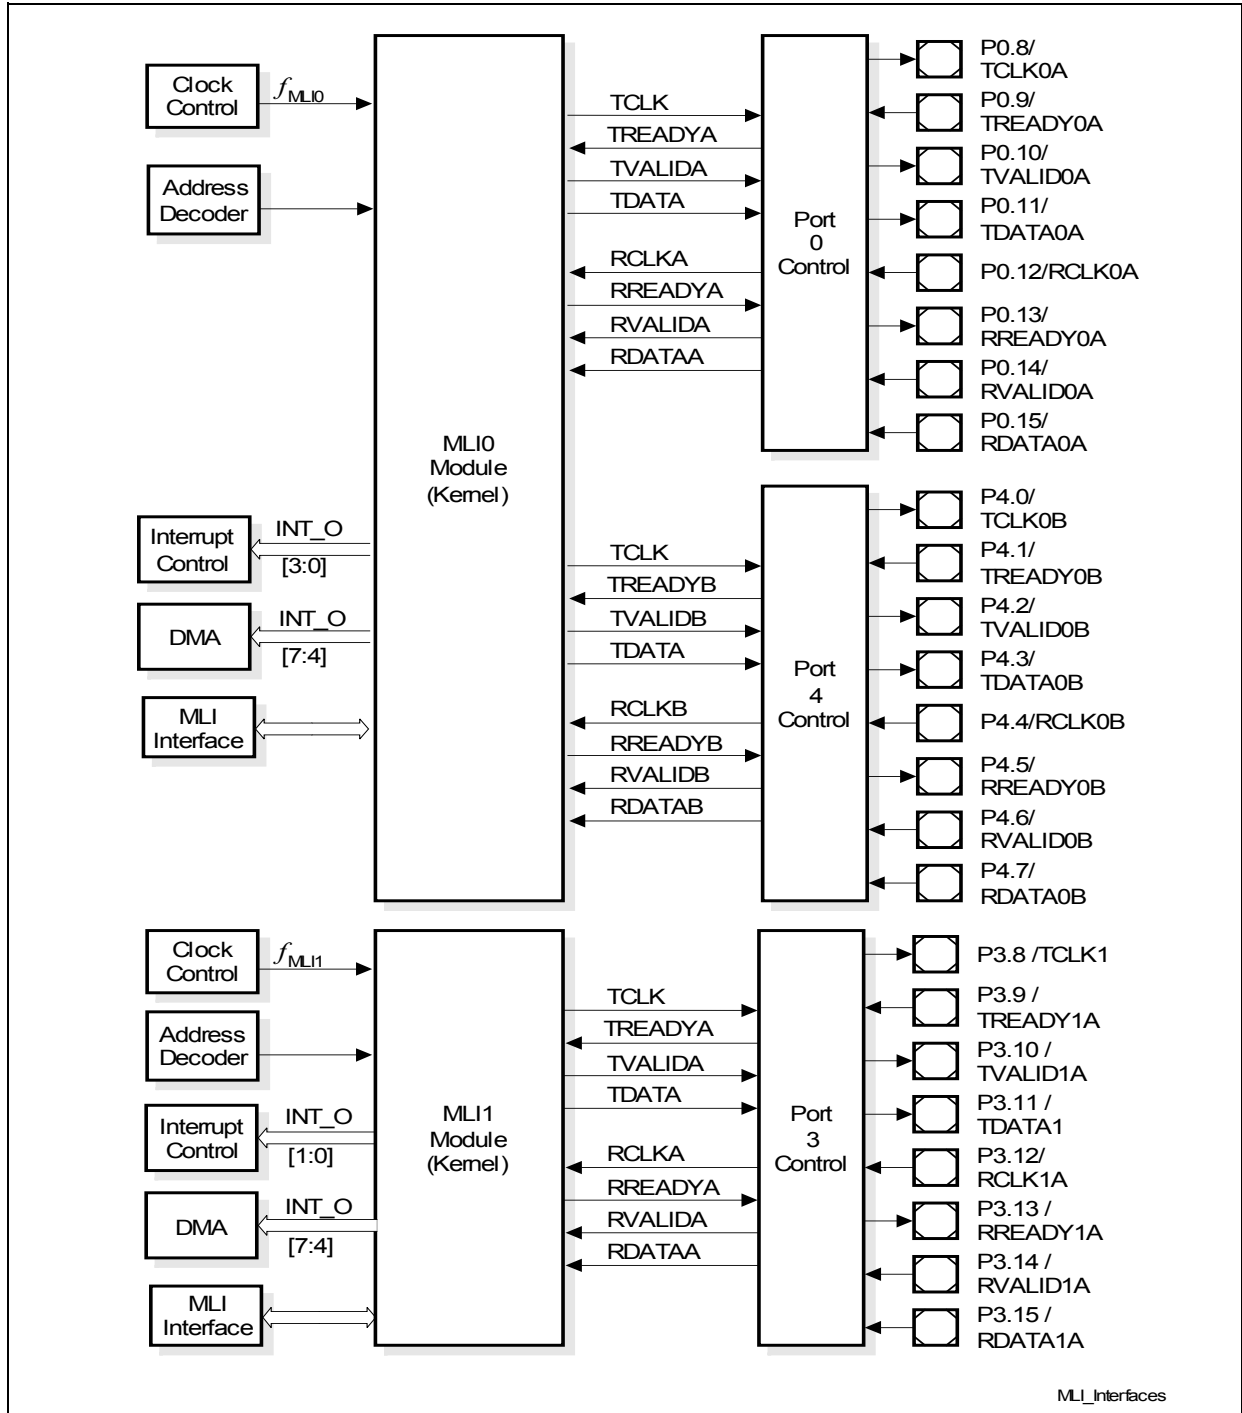 Clock
Control
fMLI0
Address
Decoder
MLI0
Module
(Kernel)
Interrupt
Control
INT_O
[3:0]
DMA
INT_O
[7:4]
MLI
Interface
TCLK
TREADYA
TVALIDA
TDATA
RCLKA
RREADYA
RVALIDA
RDATAA
Port
0
Control
P0.8/
TCLK0A
P0.9/
TREADY0A
P0.10/
TVALID0A
P0.11/
TDATA0A
P0.12/RCLK0A
P0.13/
RREADY0A
P0.14/
RVALID0A
P0.15/
RDATA0A
TCLK
TREADYB
TVALIDB
TDATA
RCLKB
RREADYB
RVALIDB
RDATAB
Port
4
Control
P4.0/
TCLK0B
P4.1/
TREADY0B
P4.2/
TVALID0B
P4.3/
TDATA0B
P4.4/RCLK0B
P4.5/
RREADY0B
P4.6/
RVALID0B
P4.7/
RDATA0B
Clock
Control
fMLI1
Address
Decoder
Interrupt
Control
INT_O
[1:0]
DMA
INT_O
[7:4]
MLI
Interface
MLI1
Module
(Kernel)
TCLK
TREADYA
TVALIDA
TDATA
RCLKA
RREADYA
RVALIDA
RDATAA
Port
3
Control
P3.8 /TCLK1
P3.9 /
TREADY1A
P3.10 /
TVALID1A
P3.11 /
TDATA1
P3.12/
RCLK1A
P3.13 /
RREADY1A
P3.14 /
RVALID1A
P3.15 /
RDATA1A
MLI_Interfaces